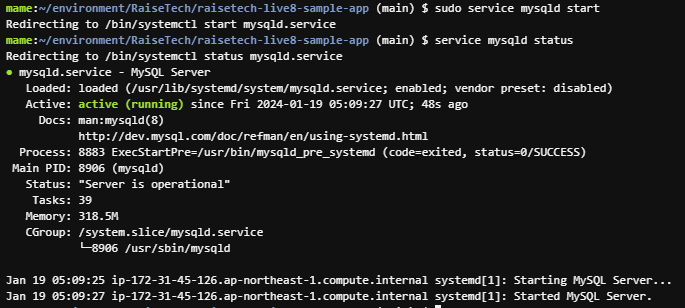 mame:~/environment/RaiseTech/raisetech-live8-sample-app (main) $ sudo service mysqld start
Redirecting to /bin/systemctl start mysqld.service
mame:~/environment/RaiseTech/raisetech-live8-sample-app (main) $ service mysqld status
Redirecting to /bin/systemctl status mysqld.service
● mysqld.service - MySQL Server
   Loaded: loaded (/usr/lib/systemd/system/mysqld.service; enabled; vendor preset: disabled)
   Active: active (running) since Fri 2024-01-19 05:09:27 UTC; 48s ago
     Docs: man:mysqld(8)
           http://dev.mysql.com/doc/refman/en/using-systemd.html
  Process: 8883 ExecStartPre=/usr/bin/mysqld_pre_systemd (code=exited, status=0/SUCCESS)
 Main PID: 8906 (mysqld)
   Status: "Server is operational"
    Tasks: 39
   Memory: 318.5M
   CGroup: /system.slice/mysqld.service
           └─8906 /usr/sbin/mysqld

Jan 19 05:09:25 ip-172-31-45-126.ap-northeast-1.compute.internal systemd[1]: Starting MySQL Server...
Jan 19 05:09:27 ip-172-31-45-126.ap-northeast-1.compute.internal systemd[1]: Started MySQL Server.